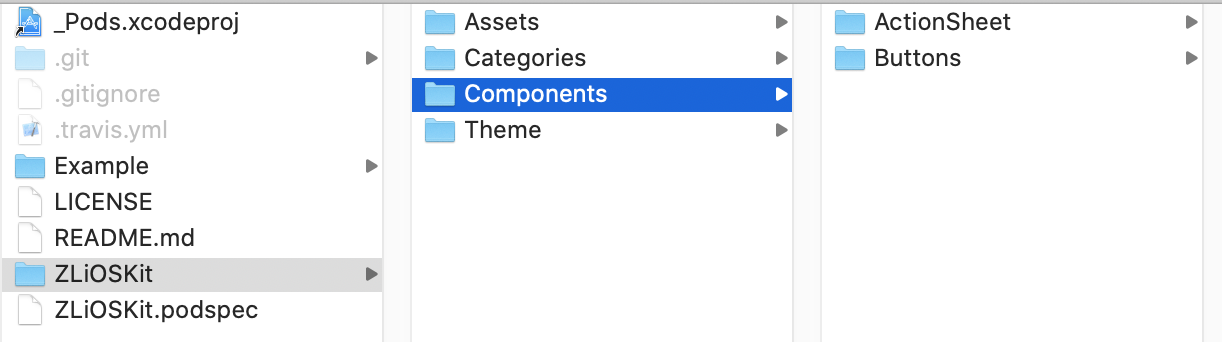 _Pods.xcodeproj
.git
.gitignore
.travis.yml
Example
LICENSE
README.md
ZLiOSKit
ZLiOSKit.podspec
Assets
Categories
Components
Theme
ActionSheet
Buttons